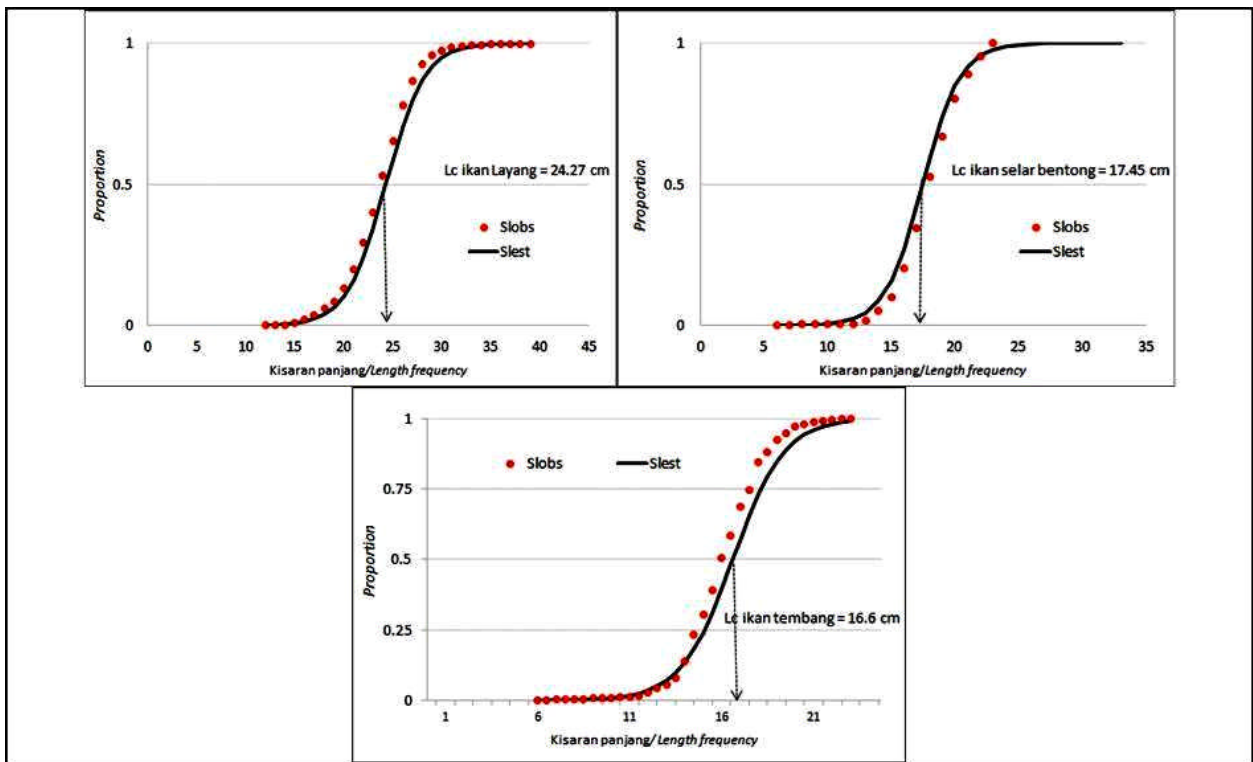 1
0.5
0
Proportion
Lc ikan Layang = 24.27 cm
Slobs
Slest
0 5 10 15 20 25 30 35 40 45
Kisaran panjang/Length frequency
1
0.5
0
Proportion
Lc ikan selar bentong = 17.45 cm
Slobs
Slest
0 5 10 15 20 25 30 35
Kisaran panjang/Length frequency
1
0.75
0.5
0.25
0
Proportion
Slobs Slest
Lc ikan tembang = 16.6 cm
1 6 11 16 21
Kisaran panjang/Length frequency